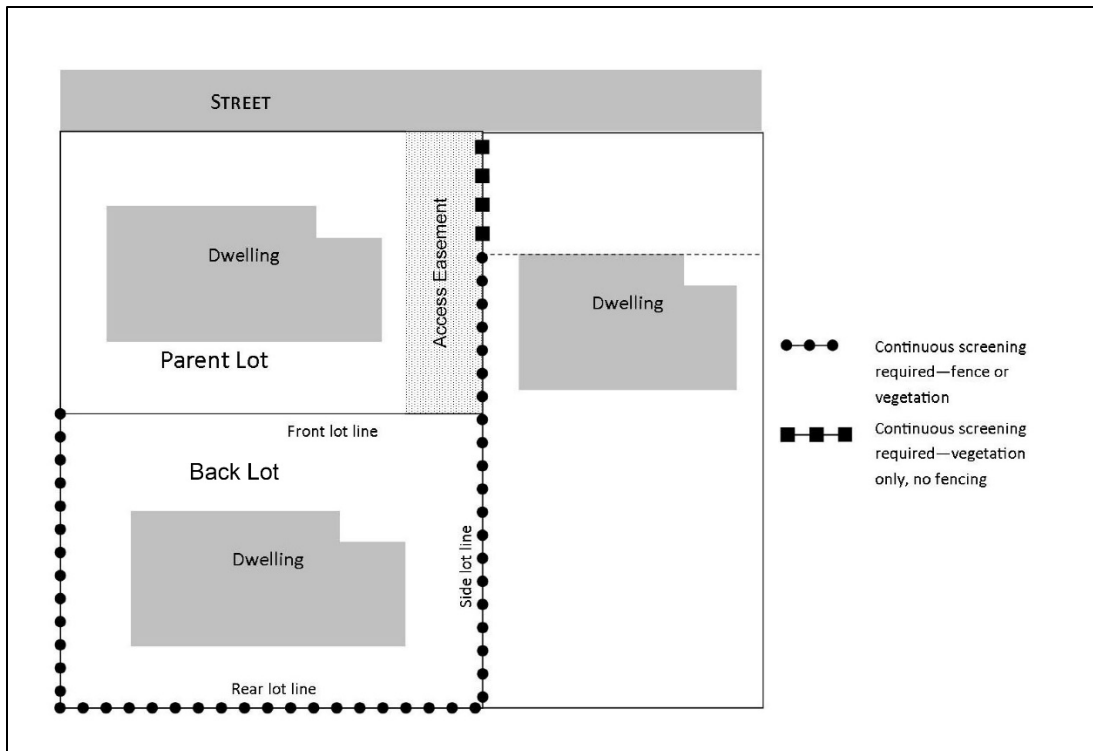 STREET
Dwelling
Access Easement
Parent Lot
Dwelling
Front lot line
Back Lot
Dwelling
Side lot line
Rear lot line
Continuous screening
required—fence or
vegetation
Continuous screening
required—vegetation
only, no fencing